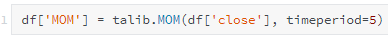 1 df['MOM'] = talib.MOM(df['close'], timeperiod=5)